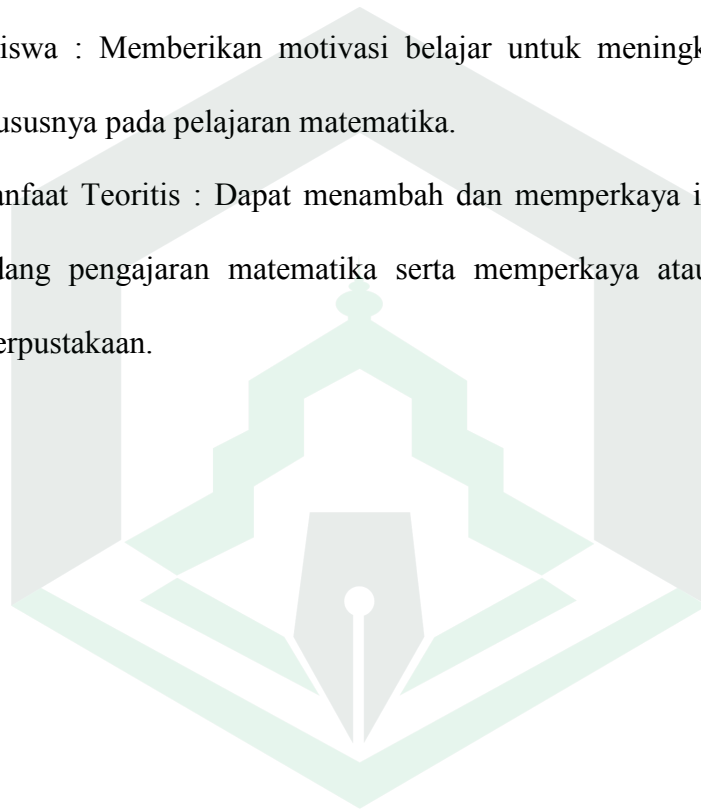 iswa : Memberikan motivasi belajar untuk meningk
ususnya pada pelajaran matematika.
anfaat Teoritis : Dapat menambah dan memperkaya i
dang pengajaran matematika serta memperkaya atau
erpustakaan.